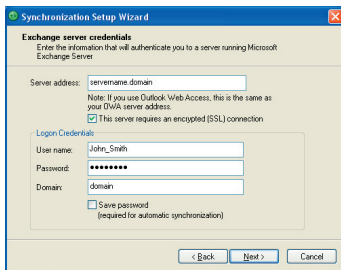 Synchronization Setup Wizard
Exchange server credentials
Enter the information that will authenticate you to a server running Microsoft
Exchange Server
Server address: servername.domain
Note: If you use Outlook Web Access, this is the same as
your OWA server address.
This server requires an encrypted (SSL) connection
Logon Credentials
User name: John_Smith
Password: ●●●●●●●●
Domain: domain
Save password
(required for automatic synchronization)
< Back Next > Cancel